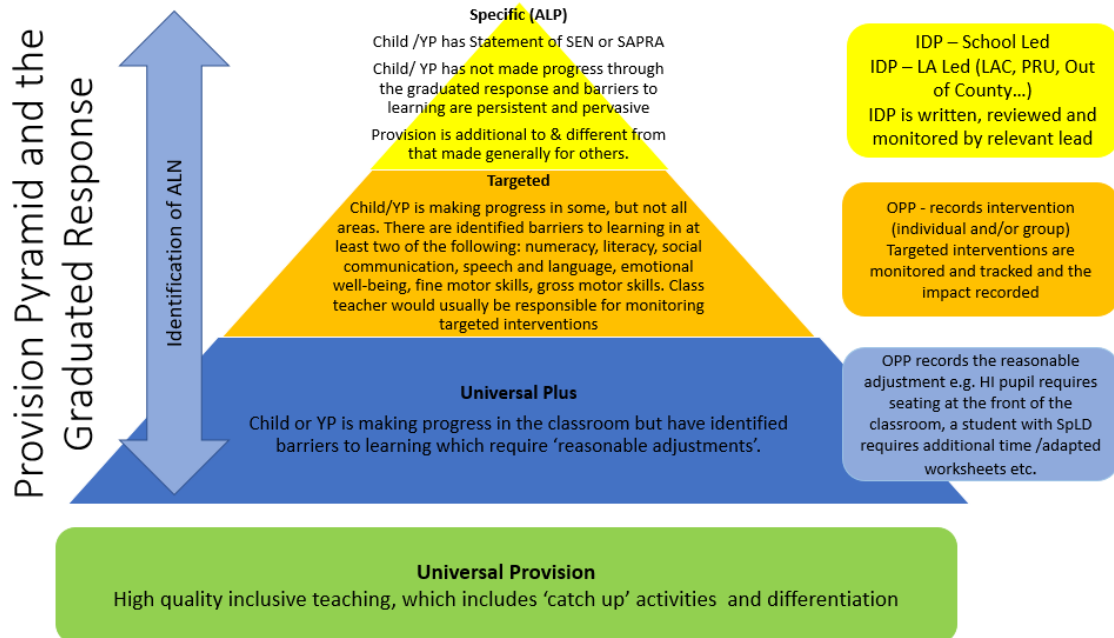 Provision Pyramid and the
Graduated Response
Identification of ALN
Specific (ALP)
Child /YP has Statement of SEN or SAPRA
Child/ YP has not made progress through
the graduated response and barriers to
learning are persistent and pervasive
Provision is additional to & different from
that made generally for others.
IDP – School Led
IDP – LA Led (LAC, PRU, Out
of County...)
IDP is written, reviewed and
monitored by relevant lead
Targeted
Child/YP is making progress in some, but not all
areas. There are identified barriers to learning in at
least two of the following: numeracy, literacy, social
communication, speech and language, emotional
well-being, fine motor skills, gross motor skills. Class
teacher would usually be responsible for monitoring
targeted interventions
OPP - records intervention
(individual and/or group)
Targeted interventions are
monitored and tracked and the
impact recorded
Universal Plus
Child or YP is making progress in the classroom but have identified
barriers to learning which require ‘reasonable adjustments’.
OPP records the reasonable
adjustment e.g. HI pupil requires
seating at the front of the
classroom, a student with SpLD
requires additional time /adapted
worksheets etc.
Universal Provision
High quality inclusive teaching, which includes ‘catch up’ activities and differentiation